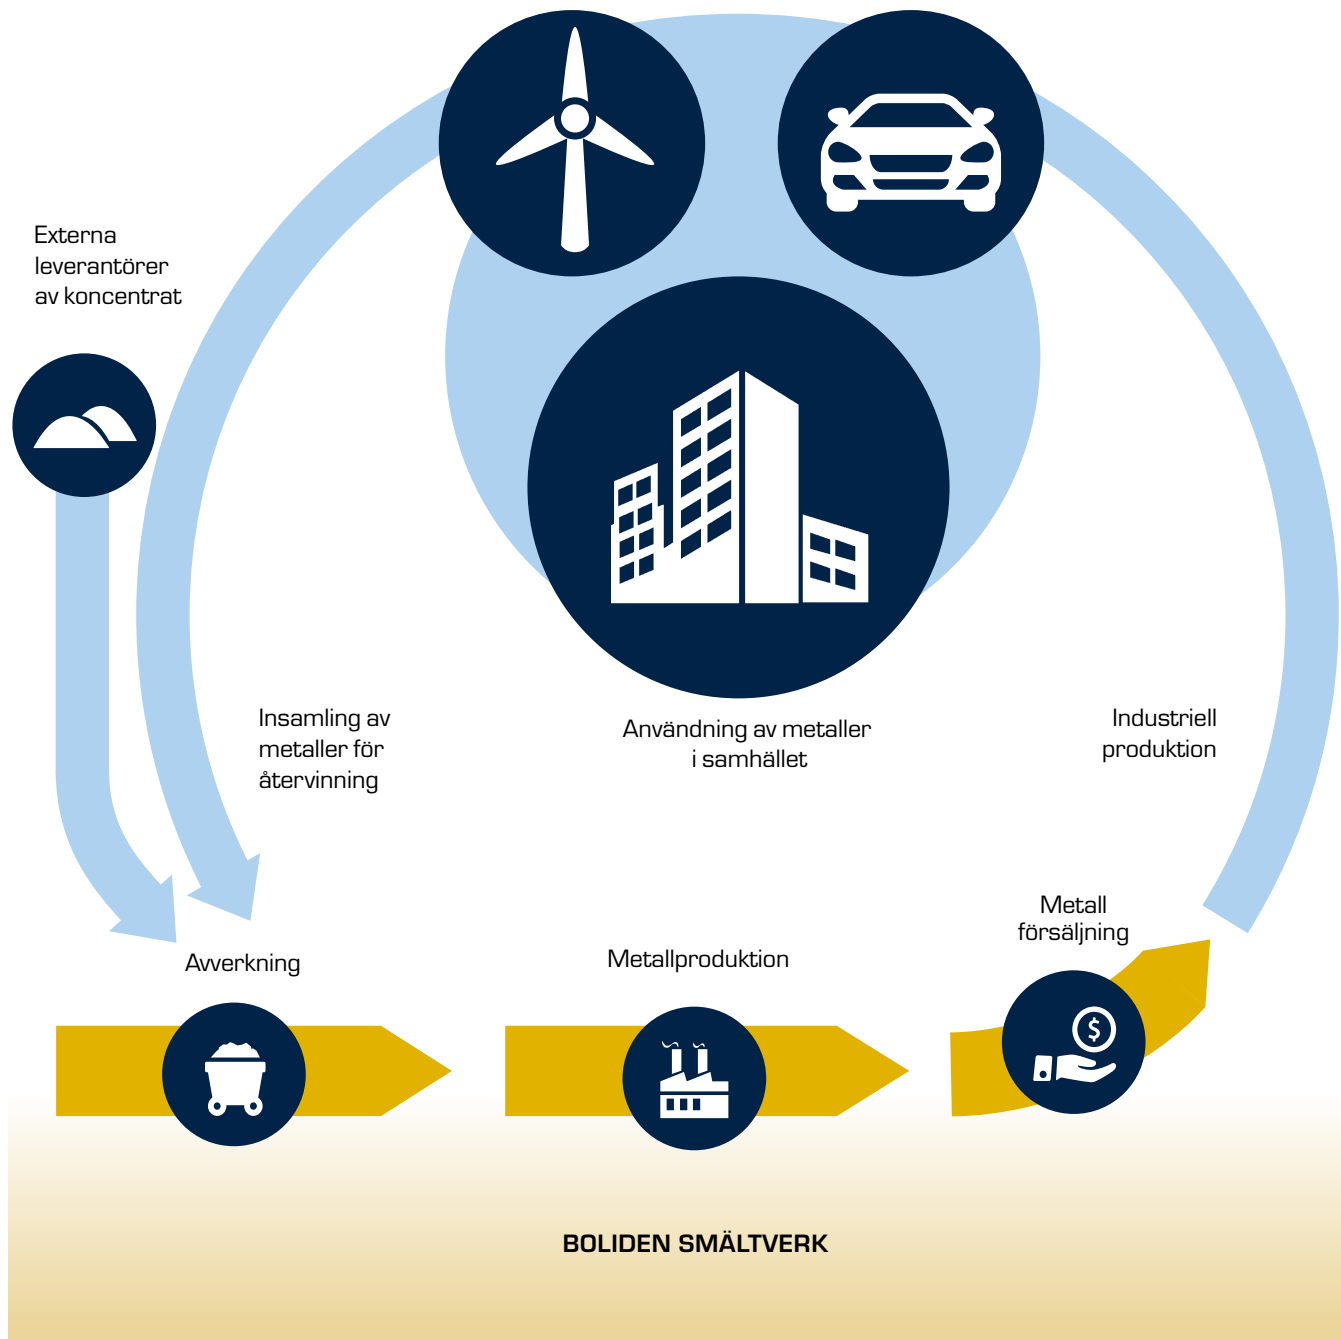 Externa
leverantörer
av koncentrat
Insamling av
metaller för
återvinning
Användning av metaller
i samhället
Industriell
produktion
Avverkning
Metallproduktion
Metall
försäljning
$
BOLIDEN SMÄLTVERK